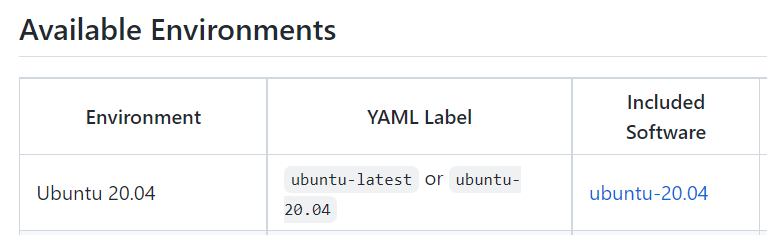 Available Environments
Environment YAML Label Included
Software
Ubuntu 20.04 ubuntu-latest or ubuntu-
20.04 ubuntu-20.04